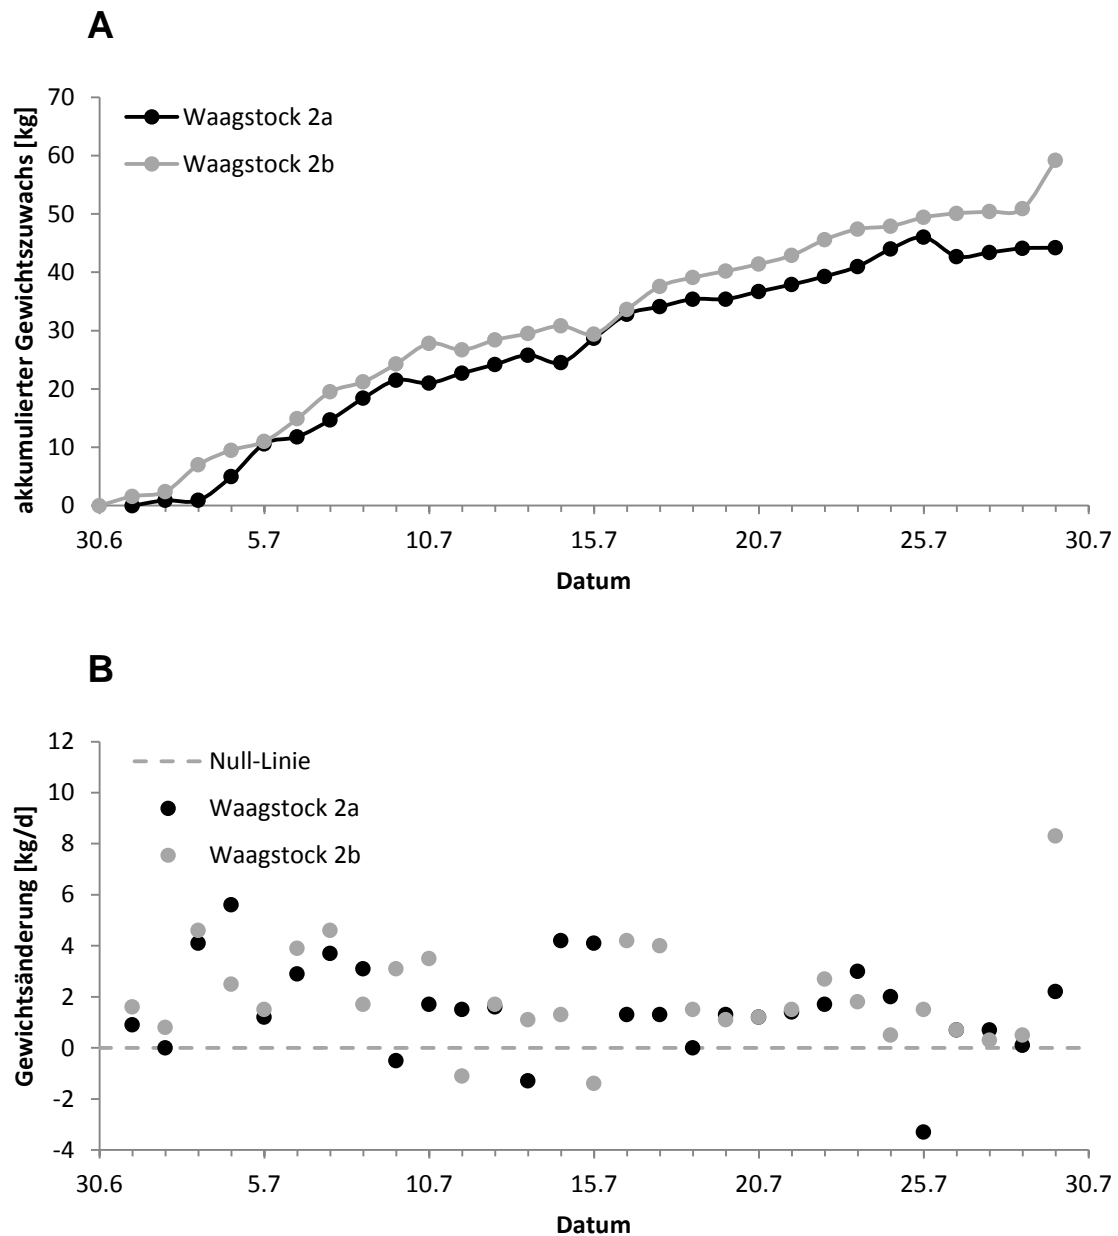 A
akkumulierter Gewichtszuwachs [kg]
70
60
50
40
30
20
10
0
Waagstock 2a
Waagstock 2b
30.6 5.7 10.7 15.7 20.7 25.7 30.7
Datum
B
Gewichtsänderung [kg/d]
12
10
8
6
4
2
0
-2
-4
Null-Linie
Waagstock 2a
Waagstock 2b
30.6 5.7 10.7 15.7 20.7 25.7 30.7
Datum